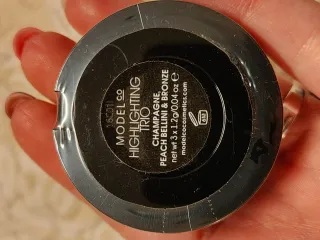 MODELCO
HIGHLIGHTING
TRIO
CHAMPAGNE,
PEACH BELLINI & BRONZE
net wt 3 x 1.2g/0.04 oz ℮
modelcocosmetics.com